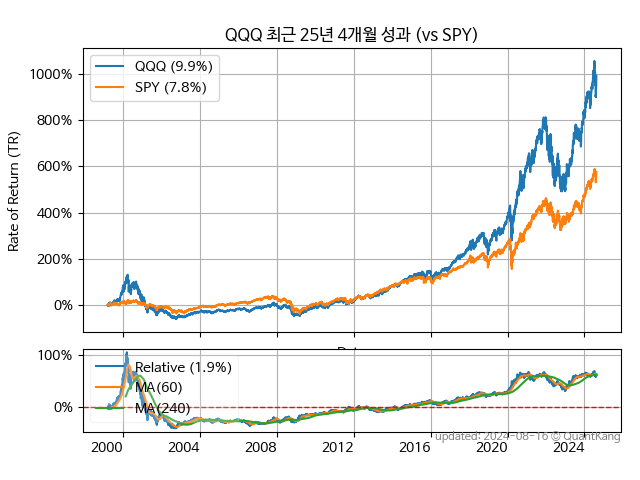 QQQ 최근 25년 4개월 성과 (vs SPY)
Rate of Return (TR)
1000%
800%
600%
400%
200%
0%
QQQ (9.9%)
SPY (7.8%)
100%
0%
Relative (1.9%)
MA(60)
MA(240)
2000 2004 2008 2012 2016 2020 2024
updated: 2024-08-16 © QuantKang